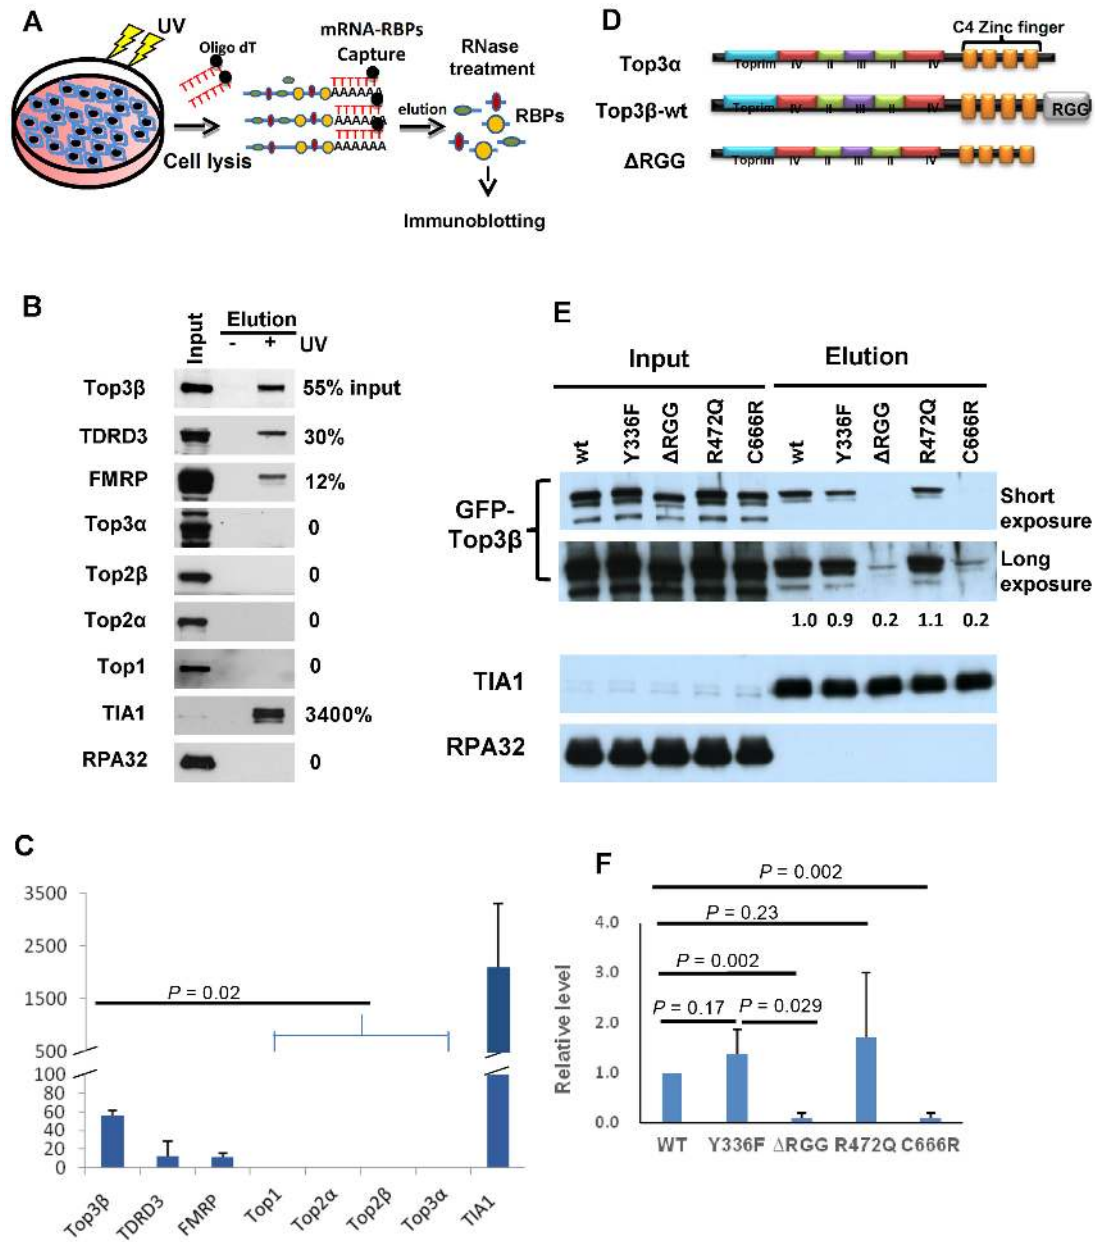 A
UV
Oligo dT
mRNA-RBPs
Capture
RNase
treatment
TTTTTT
AAAAAA
TTTTTT
AAAAAA
TTTTTT
AAAAAA
elution
RBPs
Cell lysis
Immunoblotting
D
C4 Zinc finger
Top3α
Toprim IV II III II IV
Top3β-wt
Toprim IV II III II IV RGG
ΔRGG
Toprim IV II III II IV
B
Input
Elution
- + UV
Top3β 55% input
TDRD3 30%
FMRP 12%
Top3α 0
Top2β 0
Top2α 0
Top1 0
TIA1 3400%
RPA32 0
E
Input Elution
wt Y336F ΔRGG R472Q C666R wt Y336F ΔRGG R472Q C666R
GFP-
Top3β
Short
exposure
Long
exposure
1.0 0.9 0.2 1.1 0.2
TIA1
RPA32
C
3500
2500
1500
500
100
80
60
40
20
0
P = 0.02
Top3β TDRD3 FMRP Top1 Top2α Top2β Top3α TIA1
F
P = 0.002
P = 0.23
P = 0.002
P = 0.17 P = 0.029
Relative level
4.0
3.0
2.0
1.0
0.0
WT Y336F ΔRGG R472Q C666R